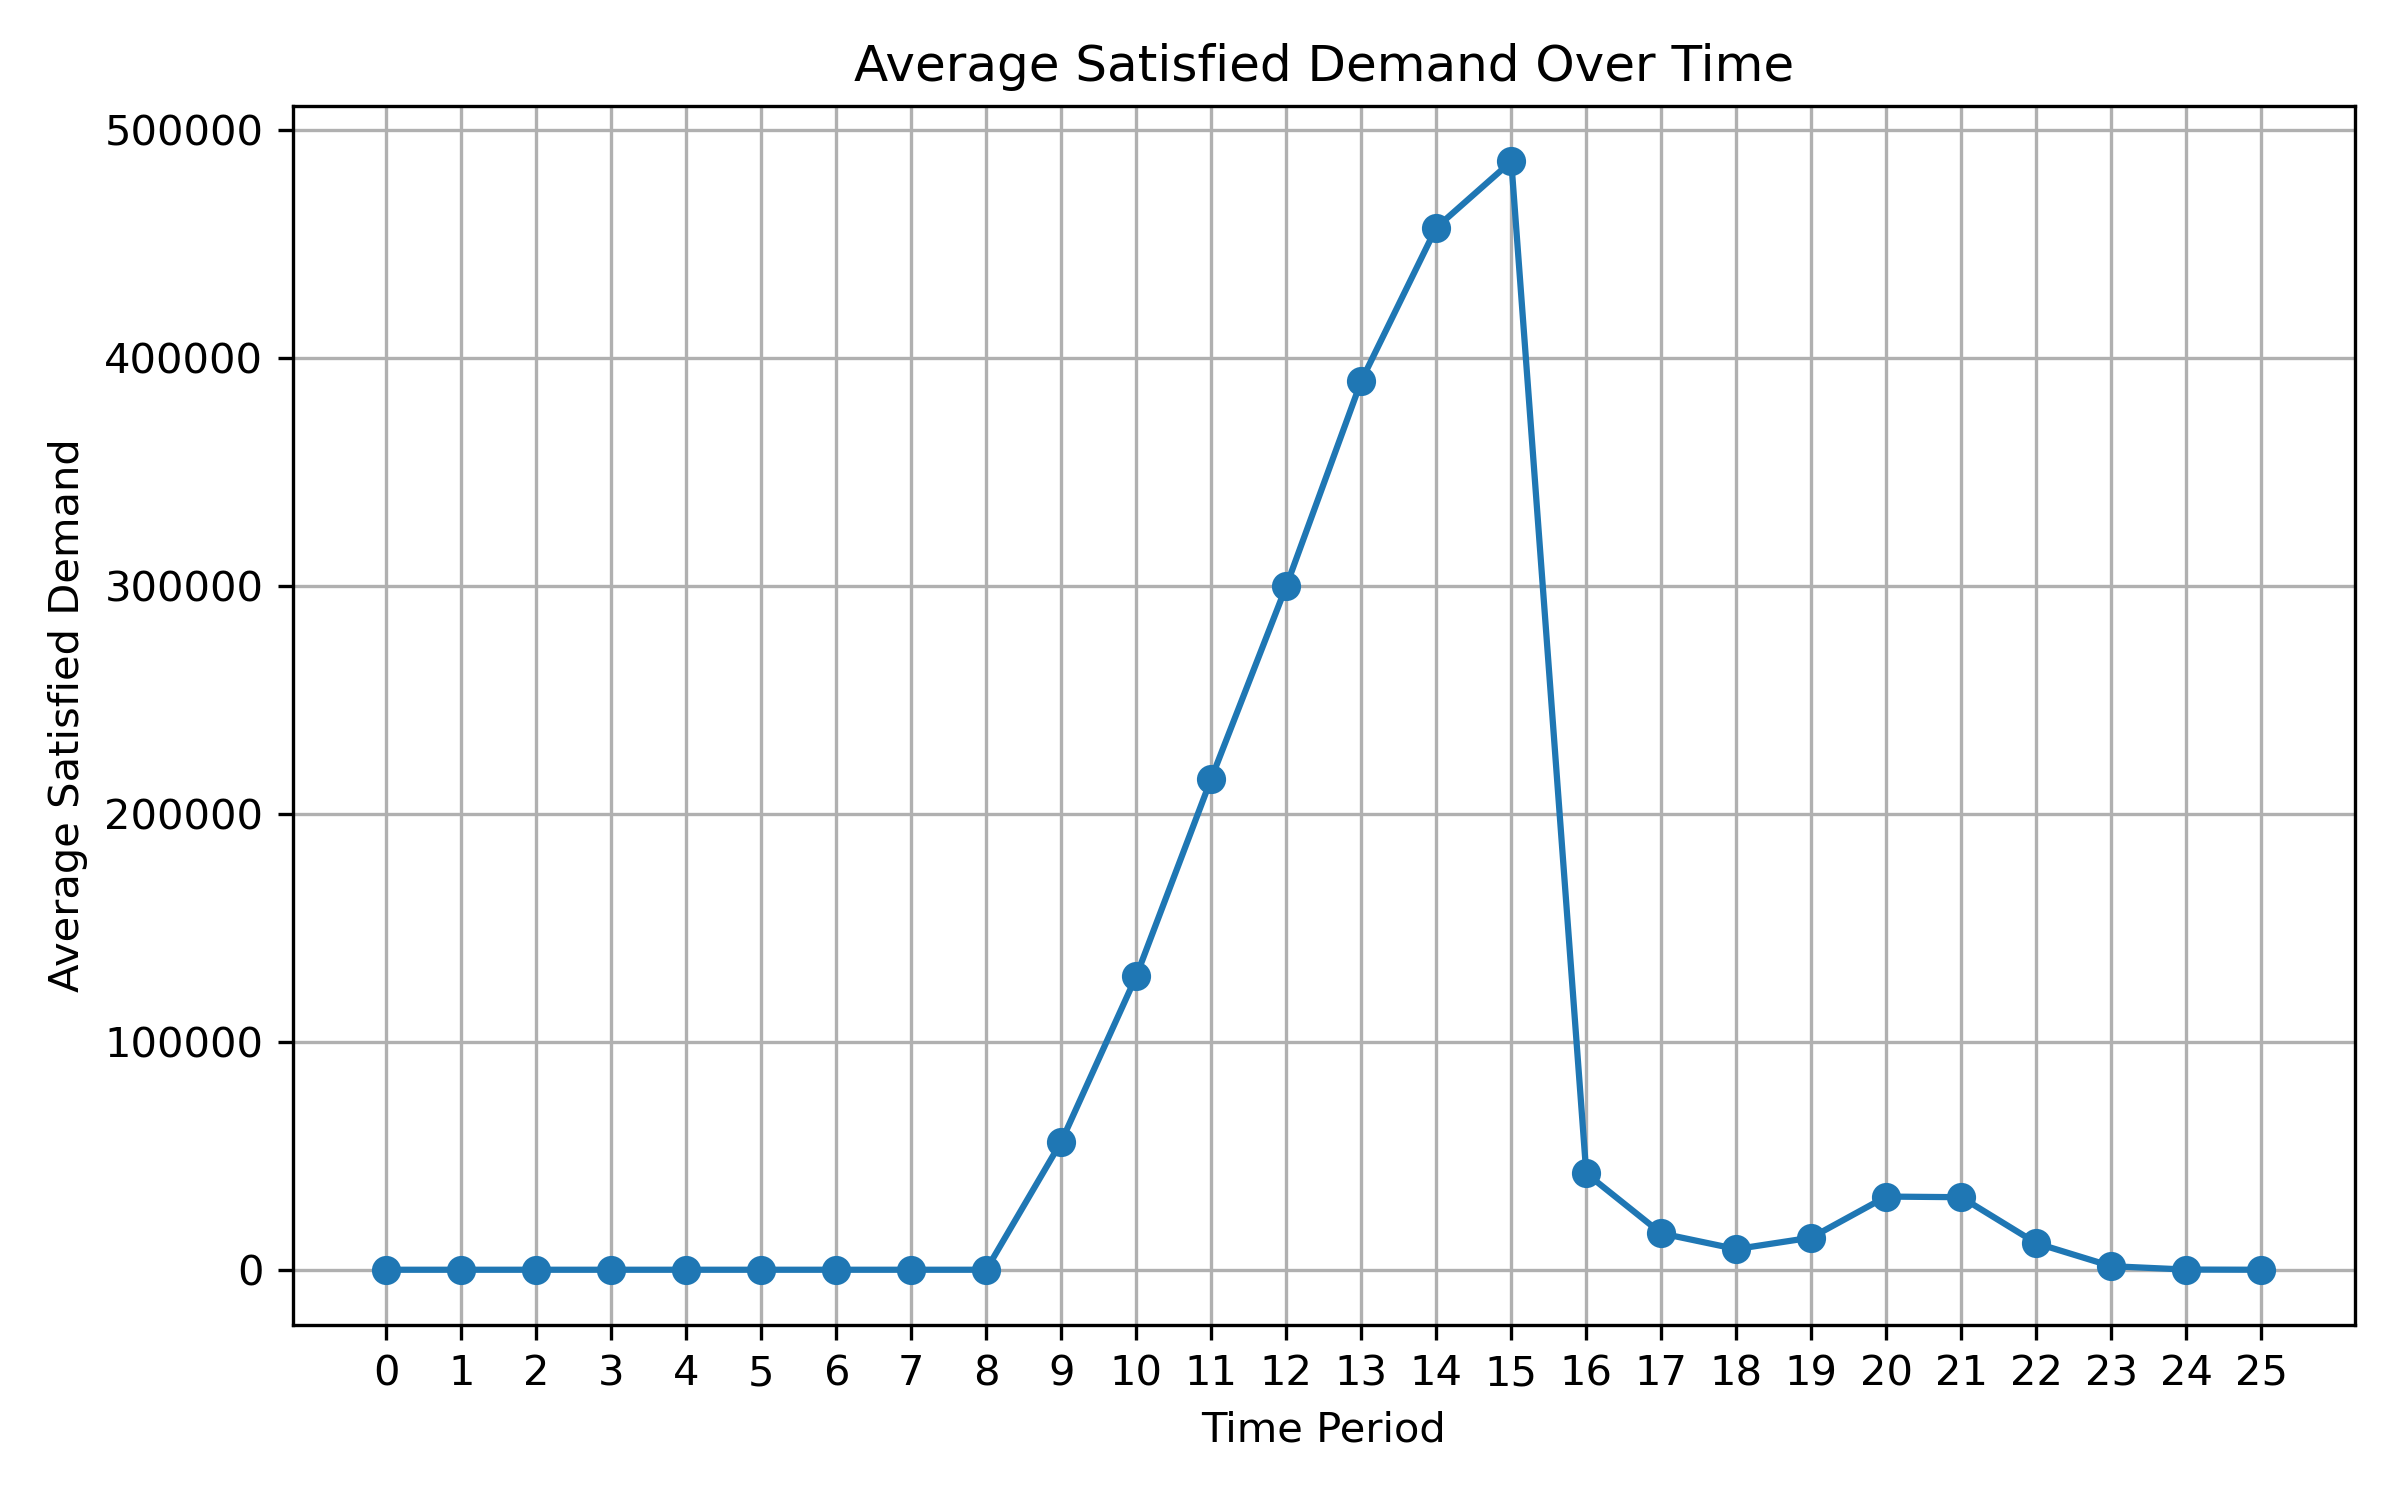 Average Satisfied Demand Over Time
Average Satisfied Demand
500000
400000
300000
200000
100000
0
0 1 2 3 4 5 6 7 8 9 10 11 12 13 14 15 16 17 18 19 20 21 22 23 24 25
Time Period